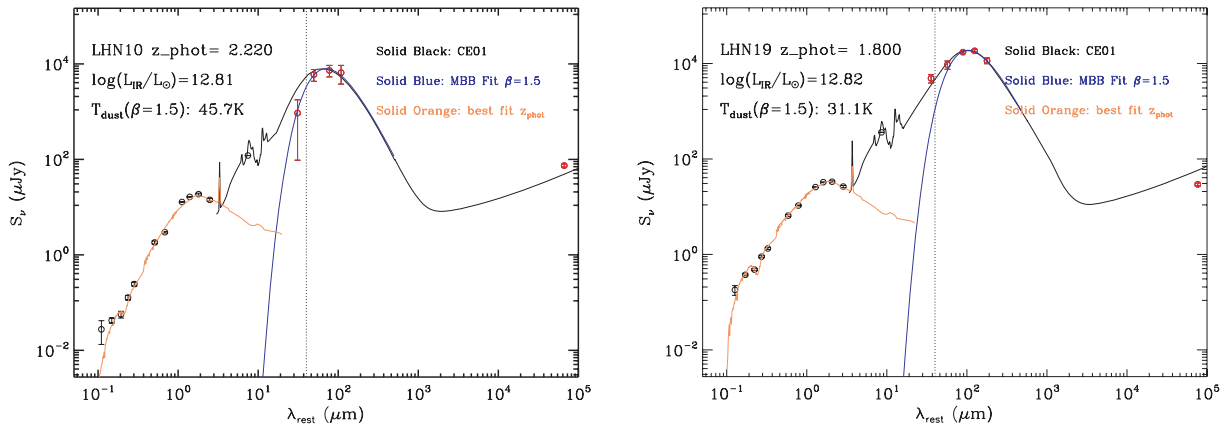 LHN10 z_phot= 2.220
log(L_IR/L_⊙)=12.81
T_dust(β=1.5): 45.7K
Solid Black: CE01
Solid Blue: MBB Fit β=1.5
Solid Orange: best fit z_phot
S_ν (μJy)
10^4
10^2
10^0
10^-2
10^-1 10^0 10^1 10^2 10^3 10^4 10^5
λ_rest (μm)
LHN19 z_phot= 1.800
log(L_IR/L_⊙)=12.82
T_dust(β=1.5): 31.1K
Solid Black: CE01
Solid Blue: MBB Fit β=1.5
Solid Orange: best fit z_phot
S_ν (μJy)
10^4
10^2
10^0
10^-2
10^-1 10^0 10^1 10^2 10^3 10^4 10^5
λ_rest (μm)